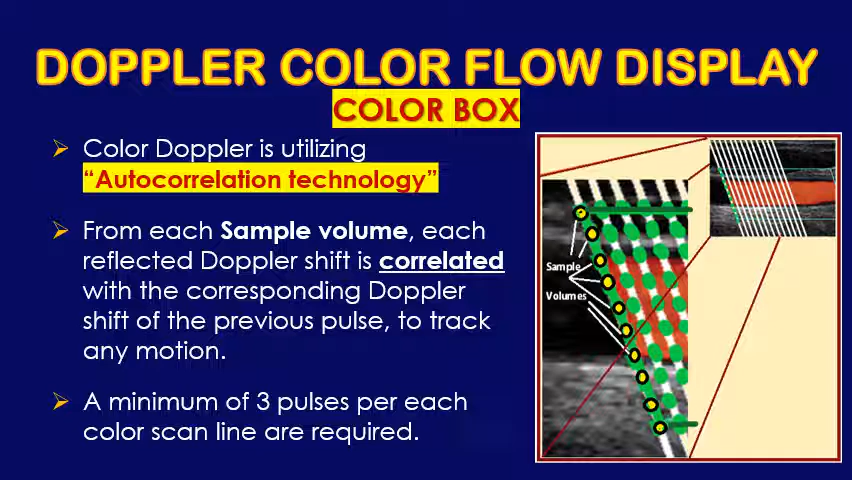 DOPPLER COLOR FLOW DISPLAY
COLOR BOX
➢ Color Doppler is utilizing
“Autocorrelation technology”
➢ From each Sample volume, each
reflected Doppler shift is correlated
with the corresponding Doppler
shift of the previous pulse, to track
any motion.
➢ A minimum of 3 pulses per each
color scan line are required.
Sample
Volumes